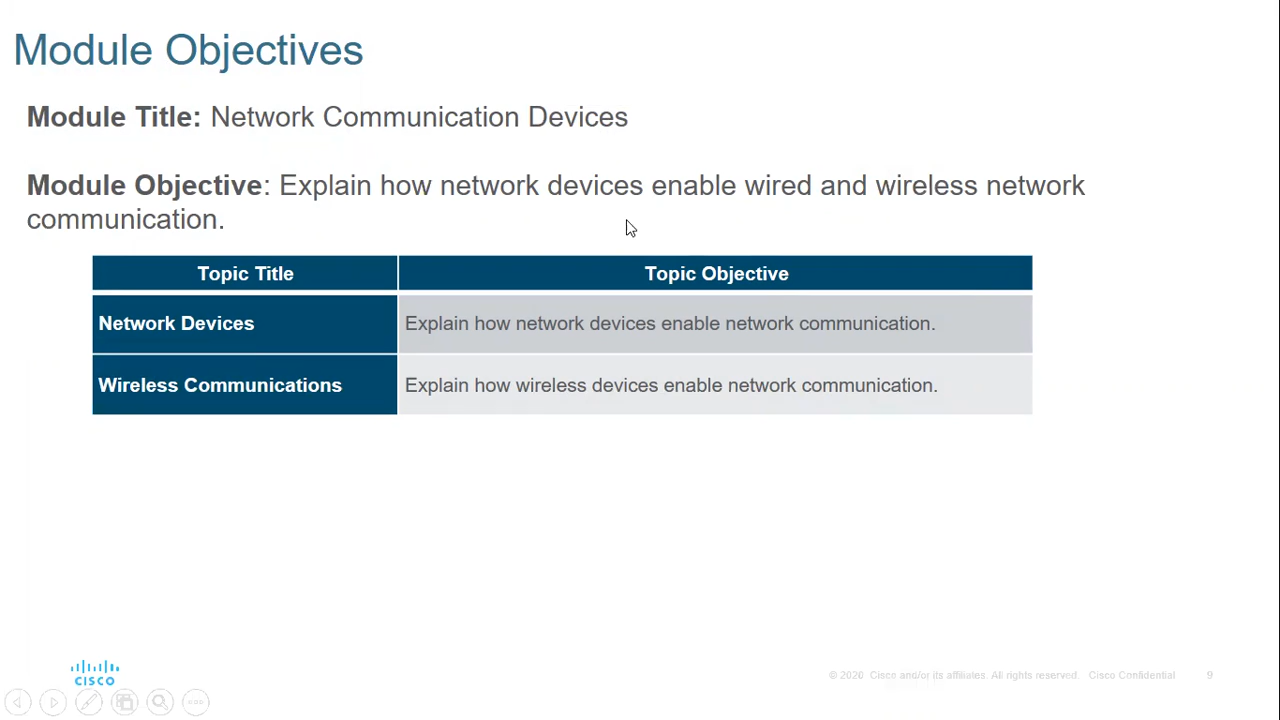 Module Objectives
Module Title: Network Communication Devices
Module Objective: Explain how network devices enable wired and wireless network
communication.
Topic Title Topic Objective
Network Devices Explain how network devices enable network communication.
Wireless Communications Explain how wireless devices enable network communication.
CISCO
© 2020 Cisco and/or its affiliates. All rights reserved. Cisco Confidential 9